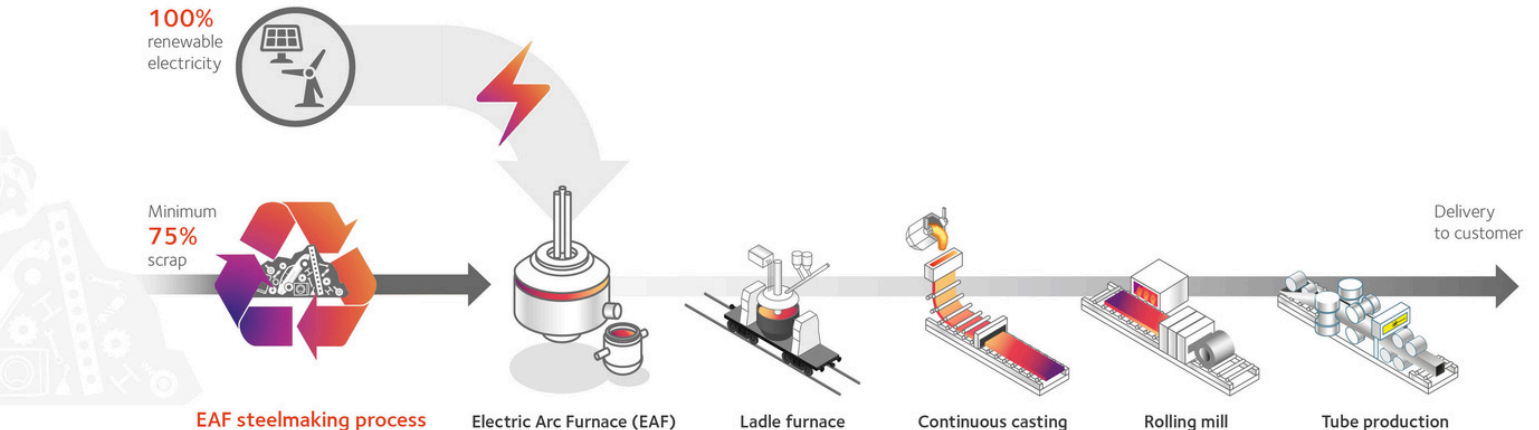 100%
renewable
electricity
Minimum
75%
scrap
Delivery
to customer
EAF steelmaking process
Electric Arc Furnace (EAF)
Ladle furnace
Continuous casting
Rolling mill
Tube production